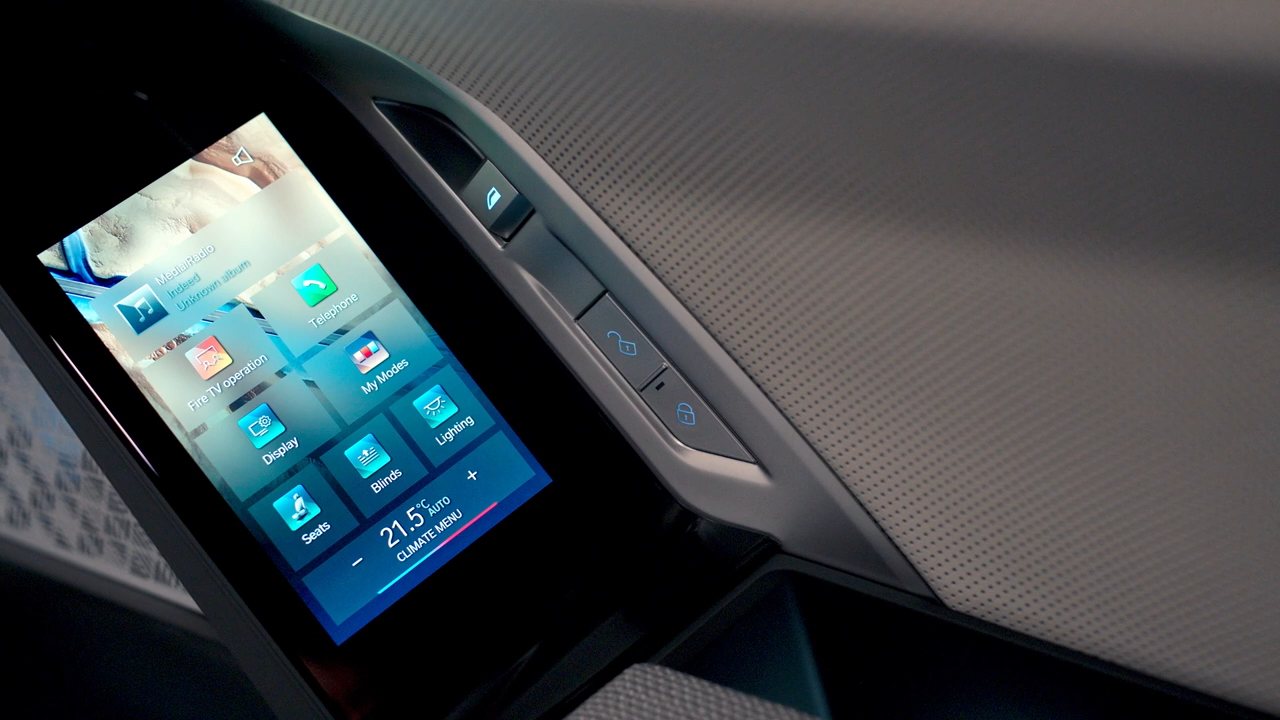 Media/Radio
Indeed
Unknown album
Telephone
Fire TV operation
My Modes
Display
Lighting
Blinds
Seats
+
21.5°C AUTO
–
CLIMATE MENU